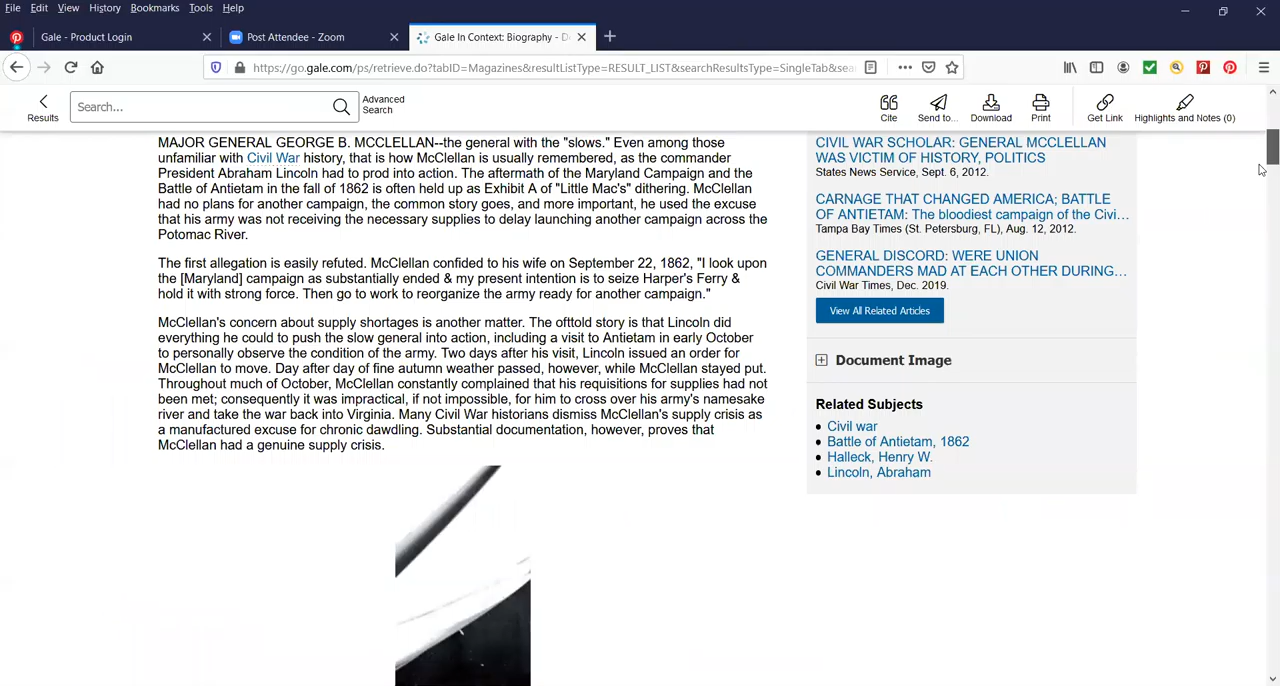 File Edit View History Bookmarks Tools Help
Gale - Product Login
Post Attendee - Zoom
Gale In Context: Biography - D
https://go.gale.com/ps/retrieve.do?tabID=Magazines&resultListType=RESULT_LIST&searchResultsType=SingleTab&sea
Results
Search...
Advanced
Search
Cite
Send to...
Download
Print
Get Link
Highlights and Notes (0)
MAJOR GENERAL GEORGE B. MCCLELLAN--the general with the "slows." Even among those
unfamiliar with Civil War history, that is how McClellan is usually remembered, as the commander
President Abraham Lincoln had to prod into action. The aftermath of the Maryland Campaign and the
Battle of Antietam in the fall of 1862 is often held up as Exhibit A of "Little Mac's" dithering. McClellan
had no plans for another campaign, the common story goes, and more important, he used the excuse
that his army was not receiving the necessary supplies to delay launching another campaign across the
Potomac River.
The first allegation is easily refuted. McClellan confided to his wife on September 22, 1862, "I look upon
the [Maryland] campaign as substantially ended & my present intention is to seize Harper's Ferry &
hold it with strong force. Then go to work to reorganize the army ready for another campaign."
McClellan's concern about supply shortages is another matter. The ofttold story is that Lincoln did
everything he could to push the slow general into action, including a visit to Antietam in early October
to personally observe the condition of the army. Two days after his visit, Lincoln issued an order for
McClellan to move. Day after day of fine autumn weather passed, however, while McClellan stayed put.
Throughout much of October, McClellan constantly complained that his requisitions for supplies had not
been met; consequently it was impractical, if not impossible, for him to cross over his army's namesake
river and take the war back into Virginia. Many Civil War historians dismiss McClellan's supply crisis as
a manufactured excuse for chronic dawdling. Substantial documentation, however, proves that
McClellan had a genuine supply crisis.
CIVIL WAR SCHOLAR: GENERAL MCCLELLAN
WAS VICTIM OF HISTORY, POLITICS
States News Service, Sept. 6, 2012.
CARNAGE THAT CHANGED AMERICA; BATTLE
OF ANTIETAM: The bloodiest campaign of the Civi...
Tampa Bay Times (St. Petersburg, FL), Aug. 12, 2012.
GENERAL DISCORD: WERE UNION
COMMANDERS MAD AT EACH OTHER DURING...
Civil War Times, Dec. 2019.
View All Related Articles
Document Image
Related Subjects
Civil war
Battle of Antietam, 1862
Halleck, Henry W.
Lincoln, Abraham